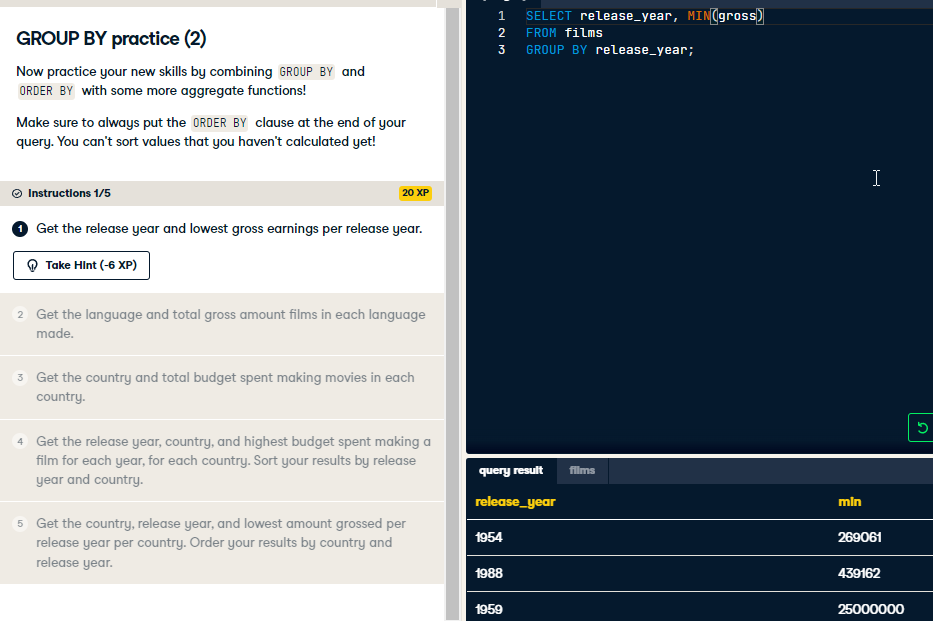 GROUP BY practice (2)
Now practice your new skills by combining GROUP BY and
ORDER BY with some more aggregate functions!
Make sure to always put the ORDER BY clause at the end of your
query. You can't sort values that you haven't calculated yet!
Instructions 1/5
20 XP
1 Get the release year and lowest gross earnings per release year.
Take Hint (-6 XP)
2 Get the language and total gross amount films in each language
made.
3 Get the country and total budget spent making movies in each
country.
4 Get the release year, country, and highest budget spent making a
film for each year, for each country. Sort your results by release
year and country.
5 Get the country, release year, and lowest amount grossed per
release year per country. Order your results by country and
release year.
1 SELECT release_year, MIN(gross)
2 FROM films
3 GROUP BY release_year;
query result films
release_year min
1954 269061
1988 439162
1959 25000000